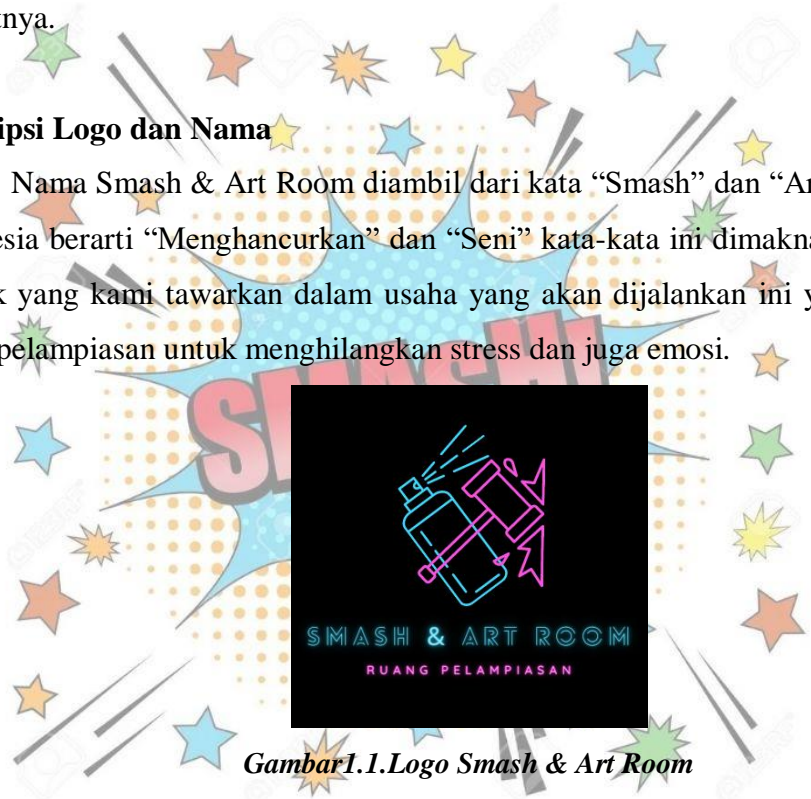 tnya.
ipsi Logo dan Nama
Nama Smash & Art Room diambil dari kata “Smash” dan “Ar
esia berarti “Menghancurkan” dan “Seni” kata-kata ini dimakna
k yang kami tawarkan dalam usaha yang akan dijalankan ini y
pelampiasan untuk menghilangkan stress dan juga emosi.
SMASH!
SMASH & ART ROOM
RUANG PELAMPIASAN
Gambar1.1.Logo Smash & Art Room